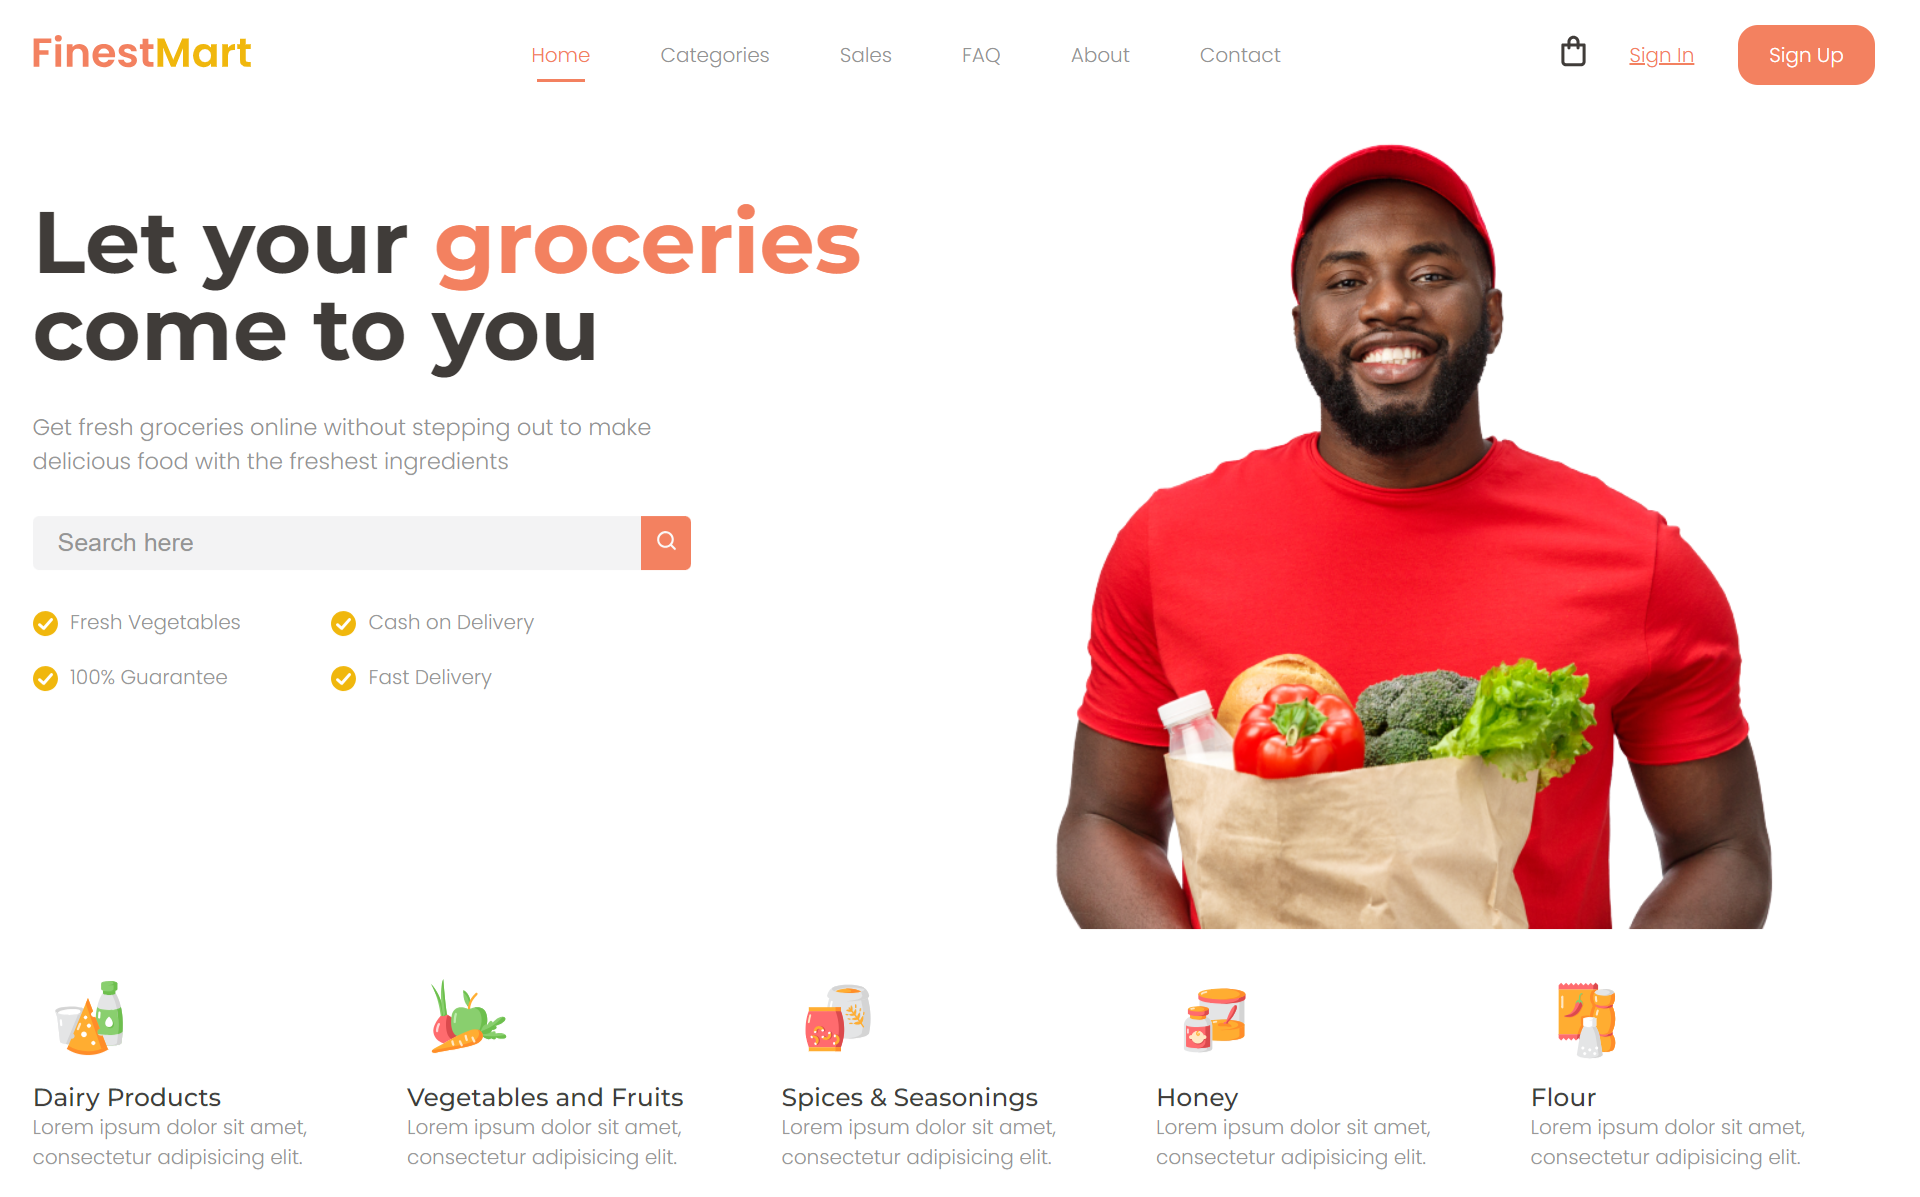 FinestMart
Home Categories Sales FAQ About Contact
Sign In
Sign Up
Let your groceries
come to you
Get fresh groceries online without stepping out to make
delicious food with the freshest ingredients
Search here
Fresh Vegetables
Cash on Delivery
100% Guarantee
Fast Delivery
Dairy Products
Lorem ipsum dolor sit amet,
consectetur adipisicing elit.
Vegetables and Fruits
Lorem ipsum dolor sit amet,
consectetur adipisicing elit.
Spices & Seasonings
Lorem ipsum dolor sit amet,
consectetur adipisicing elit.
Honey
Lorem ipsum dolor sit amet,
consectetur adipisicing elit.
Flour
Lorem ipsum dolor sit amet,
consectetur adipisicing elit.